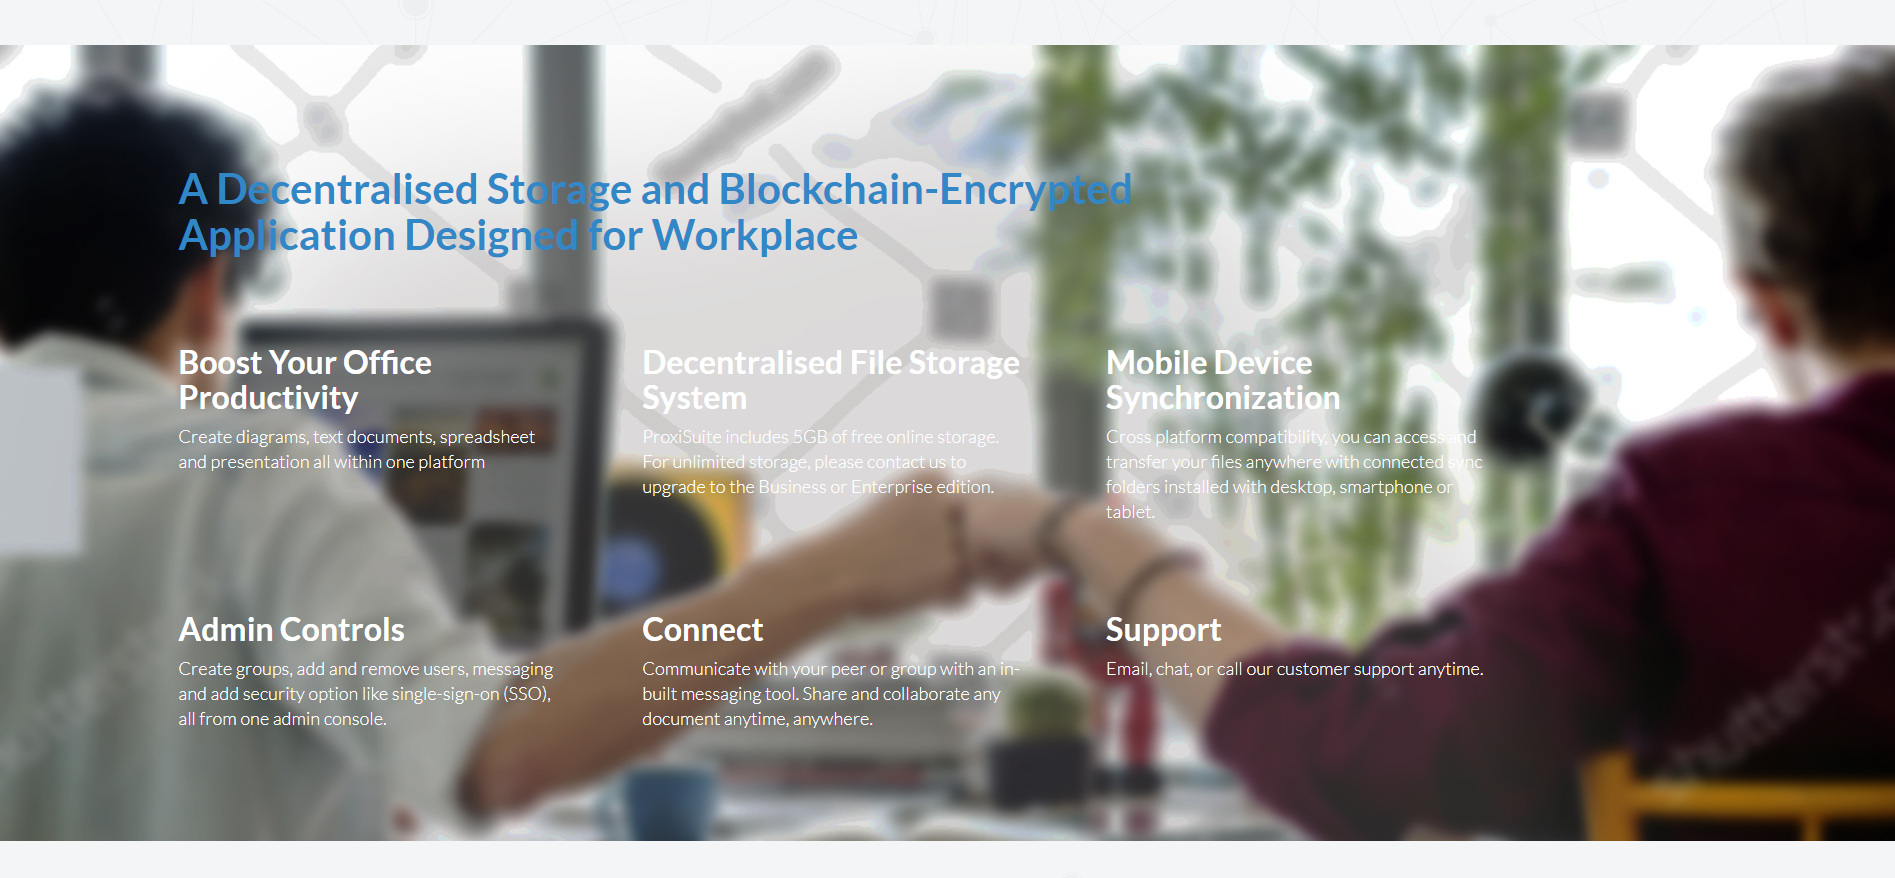 A Decentralised Storage and Blockchain-Encrypted
Application Designed for Workplace
Boost Your Office
Productivity
Create diagrams, text documents, spreadsheet
and presentation all within one platform
Decentralised File Storage
System
ProxiSuite includes 5GB of free online storage.
For unlimited storage, please contact us to
upgrade to the Business or Enterprise edition.
Mobile Device
Synchronization
Cross platform compatibility, you can access and
transfer your files anywhere with connected sync
folders installed with desktop, smartphone or
tablet.
Admin Controls
Create groups, add and remove users, messaging
and add security option like single-sign-on (SSO),
all from one admin console.
Connect
Communicate with your peer or group with an in-
built messaging tool. Share and collaborate any
document anytime, anywhere.
Support
Email, chat, or call our customer support anytime.